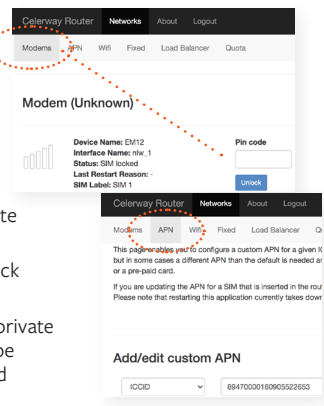 Celerway Router Networks About Logout
Modems APN Wifi Fixed Load Balancer Quota
Modem (Unknown)
Device Name: EM12
Interface Name: nlw_1
Status: SIM locked
Last Restart Reason: -
SIM Label: SIM 1
Pin code
Unlock
Celerway Router Networks About Logout
Modems APN Wifi Fixed Load Balancer
This page enables you to configure a custom APN for a given
but in some cases a different APN than the default is needed
or a pre-paid card.
If you are updating the APN for a SIM that is inserted in the
Please note that restarting this application currently takes
Add/edit custom APN
ICCID 89470001609055226​53
private